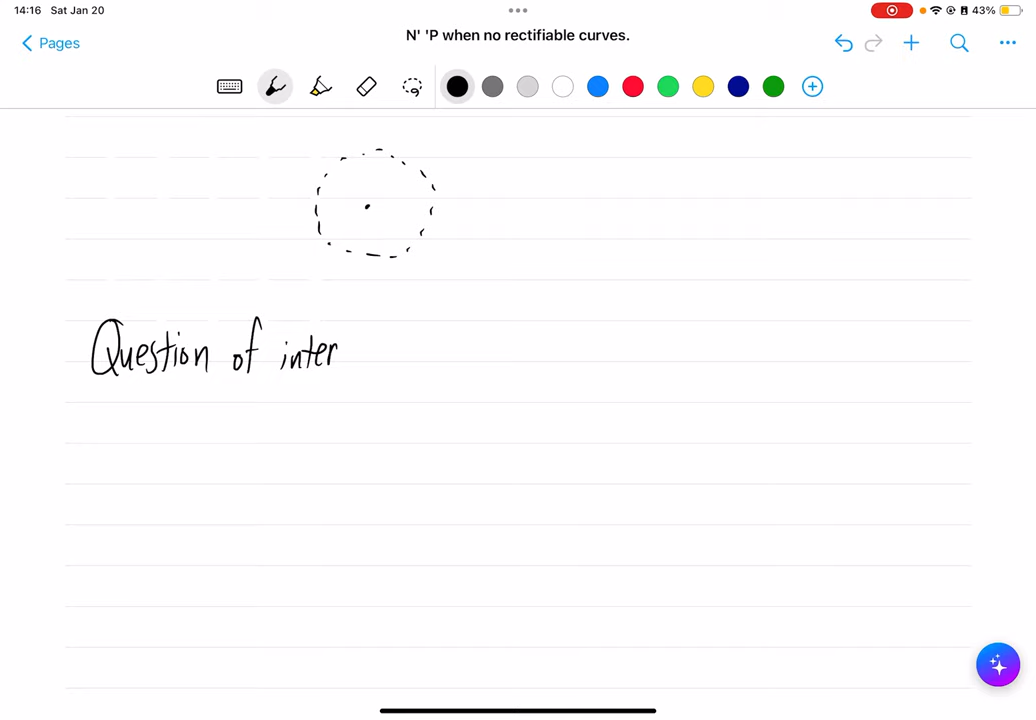 14:16 Sat Jan 20
43%
Pages
N' 'P when no rectifiable curves.
Question of inter